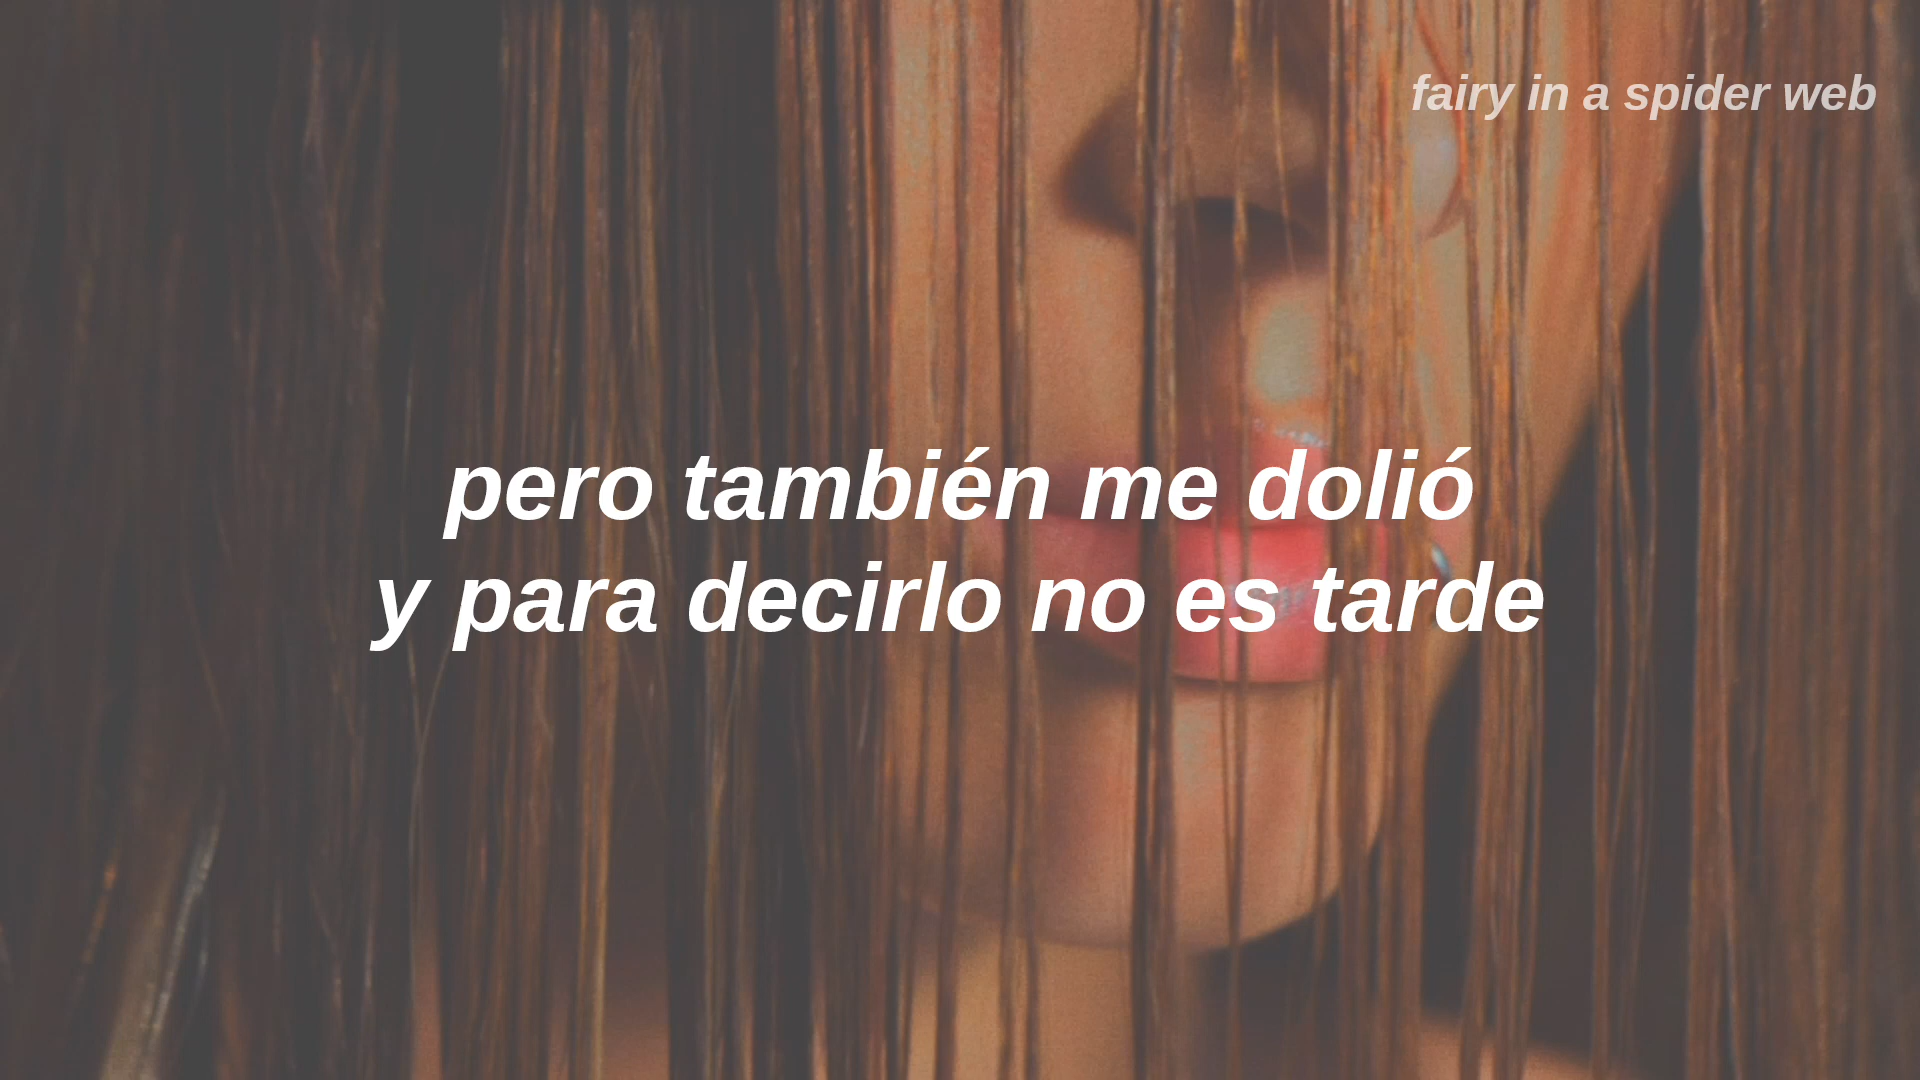 fairy in a spider web
pero también me dolió
y para decirlo no es tarde